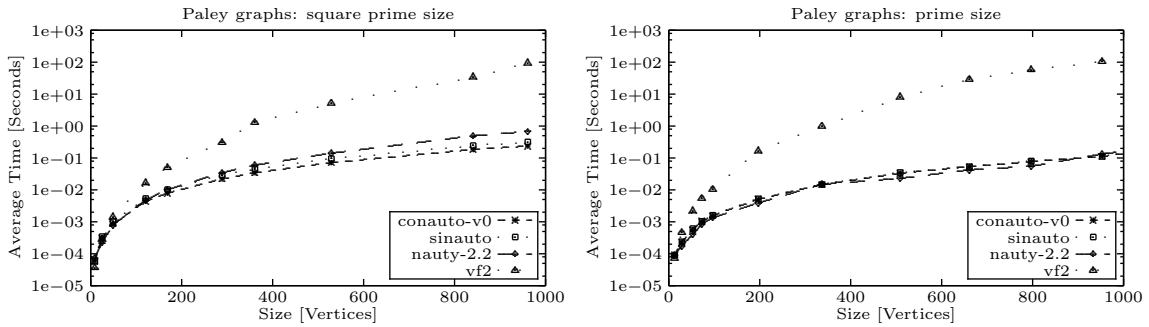 Paley graphs: square prime size
Average Time [Seconds]
1e+03
1e+02
1e+01
1e+00
1e-01
1e-02
1e-03
1e-04
1e-05
0 200 400 600 800 1000
Size [Vertices]
conauto-v0
sinauto
nauty-2.2
vf2
Paley graphs: prime size
Average Time [Seconds]
1e+03
1e+02
1e+01
1e+00
1e-01
1e-02
1e-03
1e-04
1e-05
0 200 400 600 800 1000
Size [Vertices]
conauto-v0
sinauto
nauty-2.2
vf2